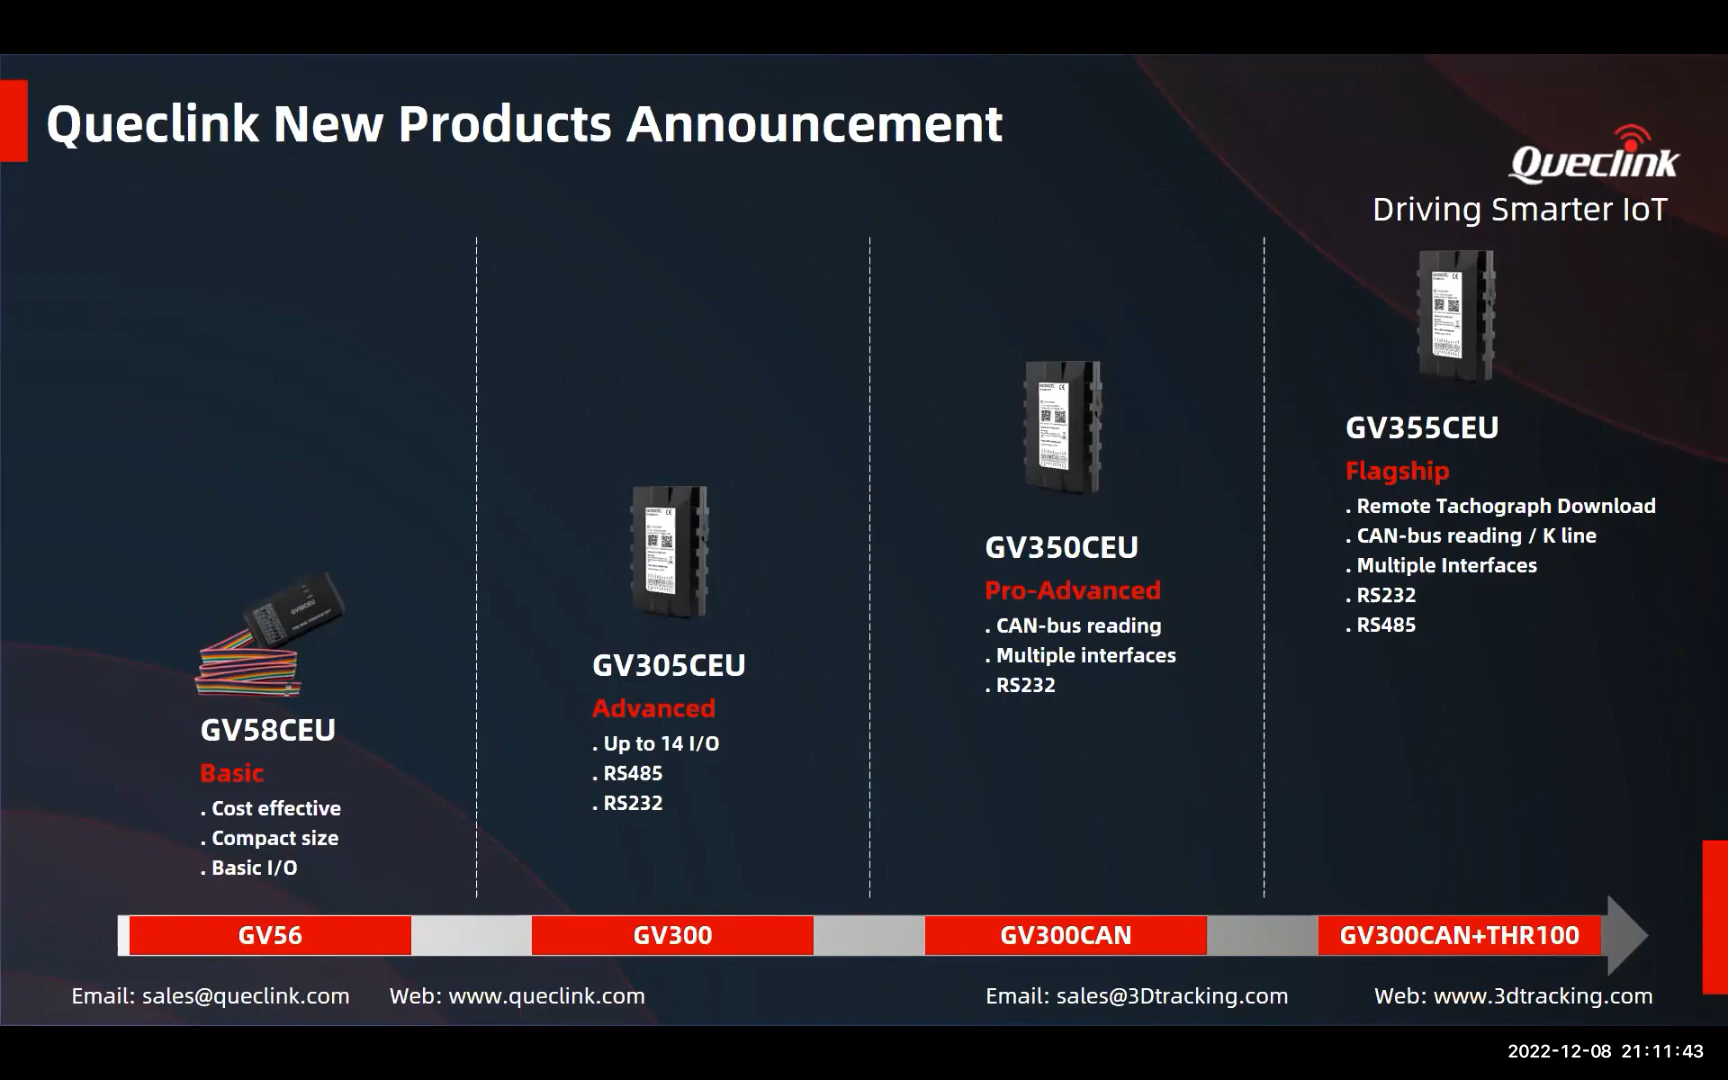 Queclink New Products Announcement
Queclink
Driving Smarter IoT
GV58CEU
GV58CEU
Basic
. Cost effective
. Compact size
. Basic I/O
GV305CEU
Advanced
. Up to 14 I/O
. RS485
. RS232
GV350CEU
Pro-Advanced
. CAN-bus reading
. Multiple interfaces
. RS232
GV355CEU
Flagship
. Remote Tachograph Download
. CAN-bus reading / K line
. Multiple Interfaces
. RS232
. RS485
GV56
GV300
GV300CAN
GV300CAN+THR100
Email: sales@queclink.com
Web: www.queclink.com
Email: sales@3Dtracking.com
Web: www.3dtracking.com
2022-12-08 21:11:43